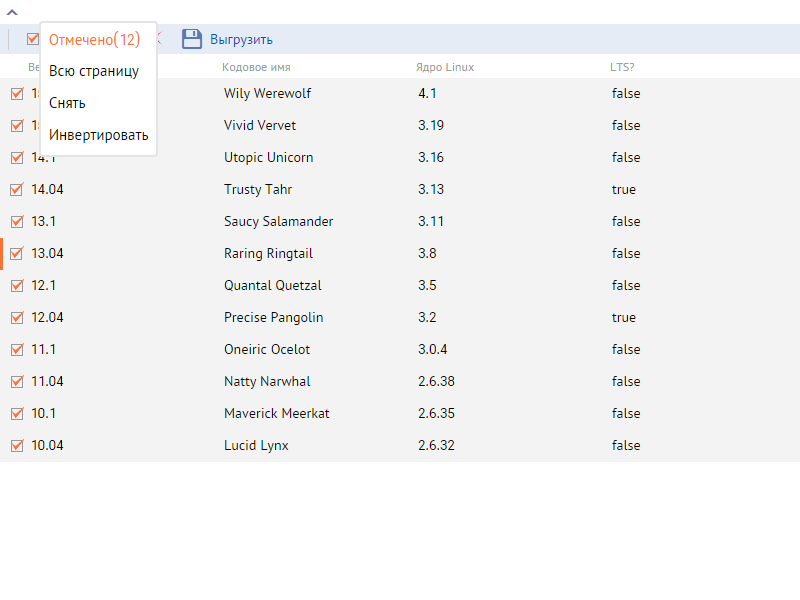 Отмечено(12) Выгрузить
Всю страницу
Снять
Инвертировать
Ве Кодовое имя Ядро Linux LTS?
Wily Werewolf 4.1 false
Vivid Vervet 3.19 false
14.1 Utopic Unicorn 3.16 false
14.04 Trusty Tahr 3.13 true
13.1 Saucy Salamander 3.11 false
13.04 Raring Ringtail 3.8 false
12.1 Quantal Quetzal 3.5 false
12.04 Precise Pangolin 3.2 true
11.1 Oneiric Ocelot 3.0.4 false
11.04 Natty Narwhal 2.6.38 false
10.1 Maverick Meerkat 2.6.35 false
10.04 Lucid Lynx 2.6.32 false